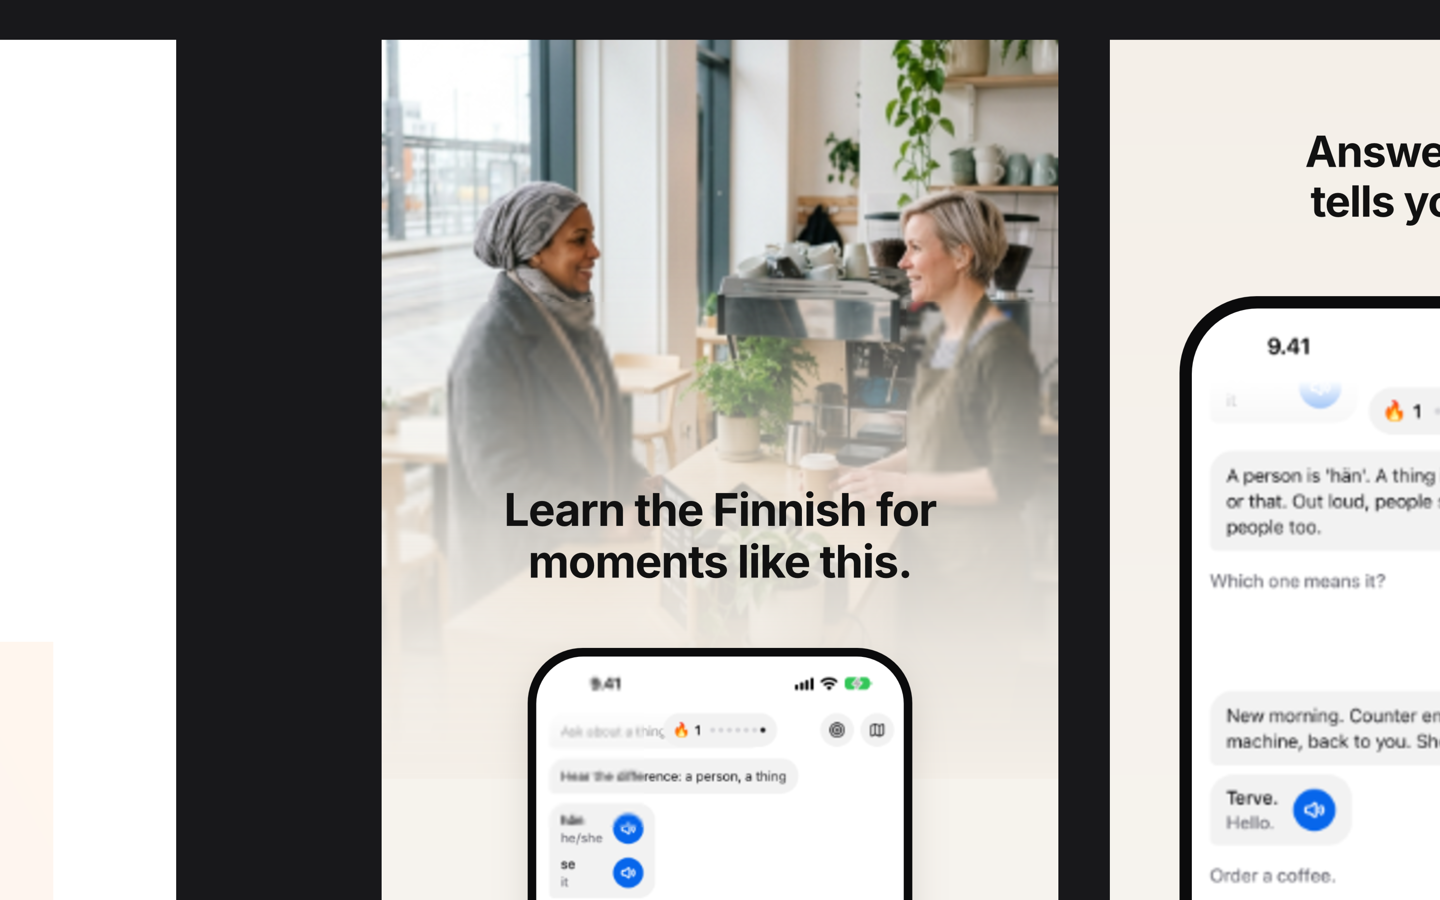 Learn the Finnish for
moments like this.
9.41
Ask about a thing
🔥 1
Hear the difference: a person, a thing
hän
he/she
se
it
Answe
tells yo
9.41
it
🔥 1
A person is 'hän'. A thing
or that. Out loud, people s
people too.
Which one means it?
New morning. Counter en
machine, back to you. She
Terve.
Hello.
Order a coffee.